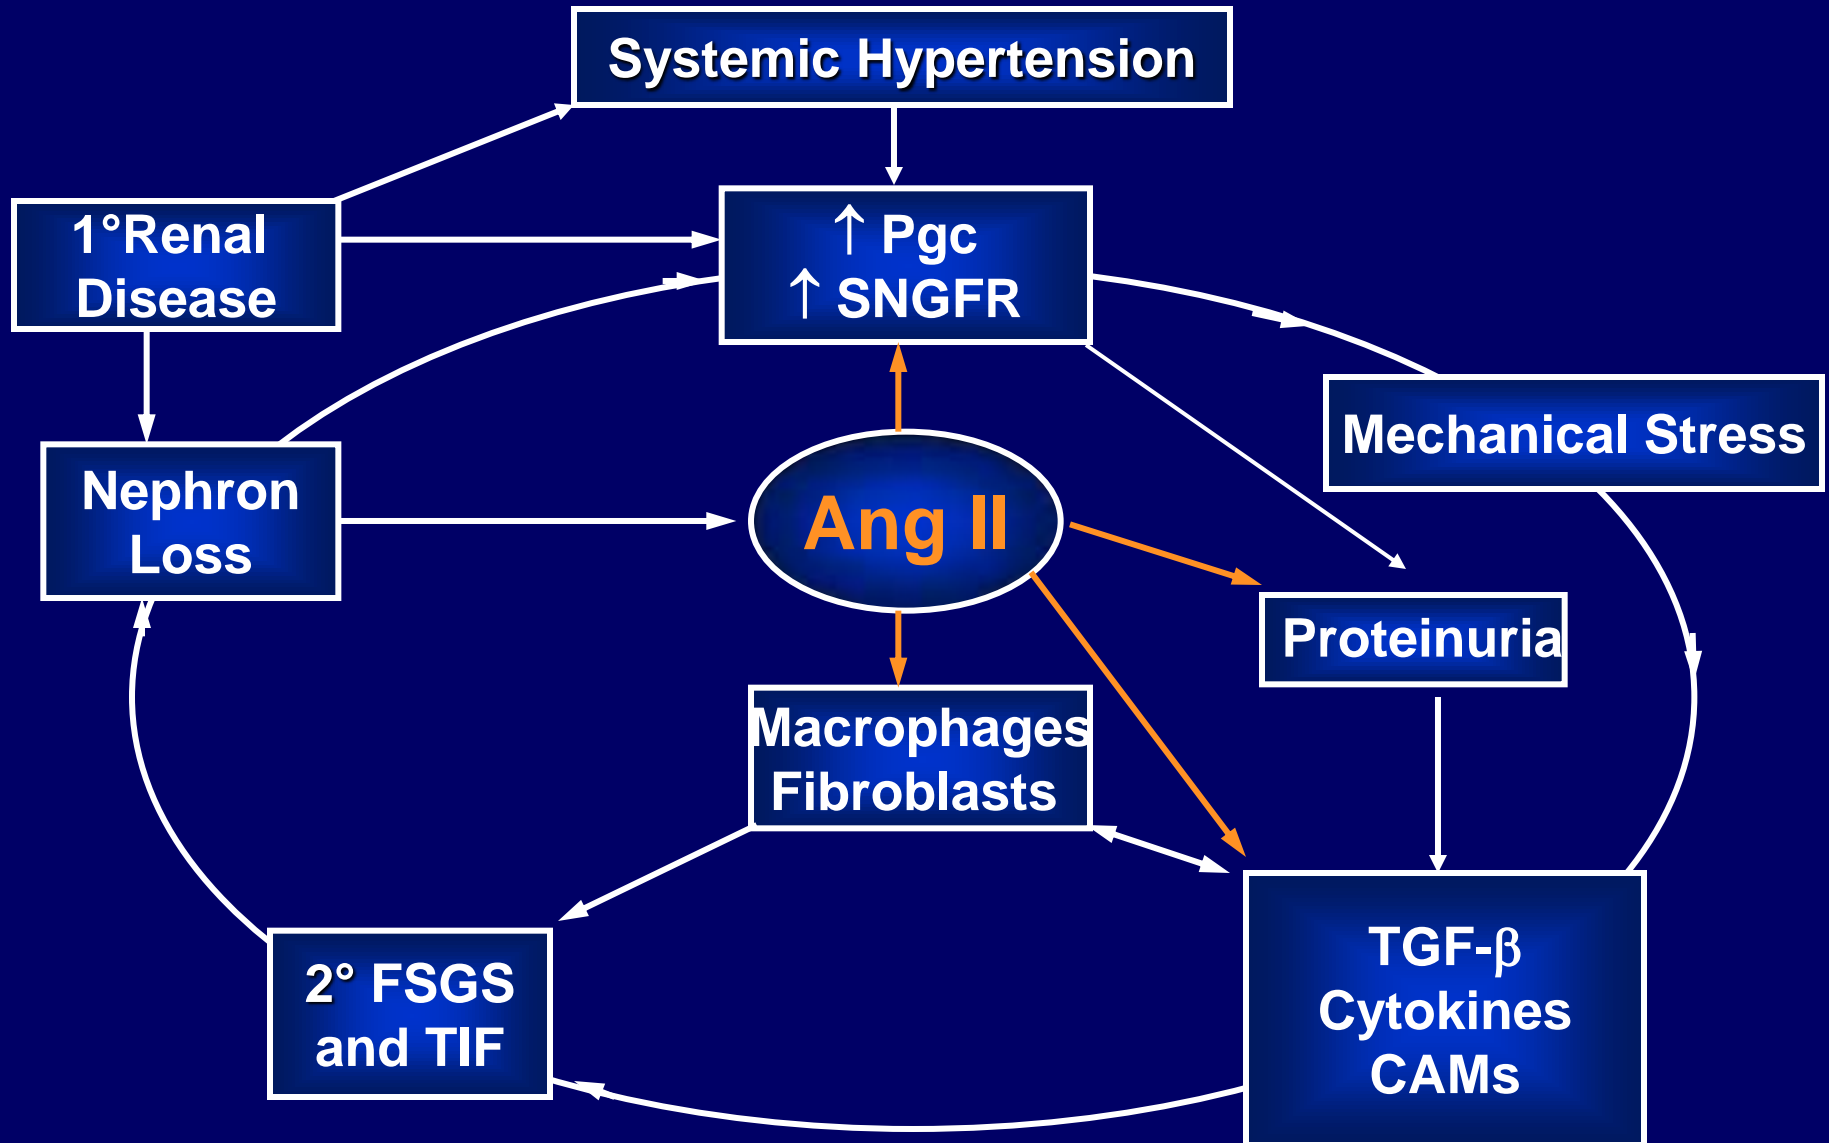 Systemic Hypertension
1°Renal
Disease
↑ Pgc
↑ SNGFR
Mechanical Stress
Nephron
Loss
Ang II
Proteinuria
Macrophages
Fibroblasts
2° FSGS
and TIF
TGF-β
Cytokines
CAMs